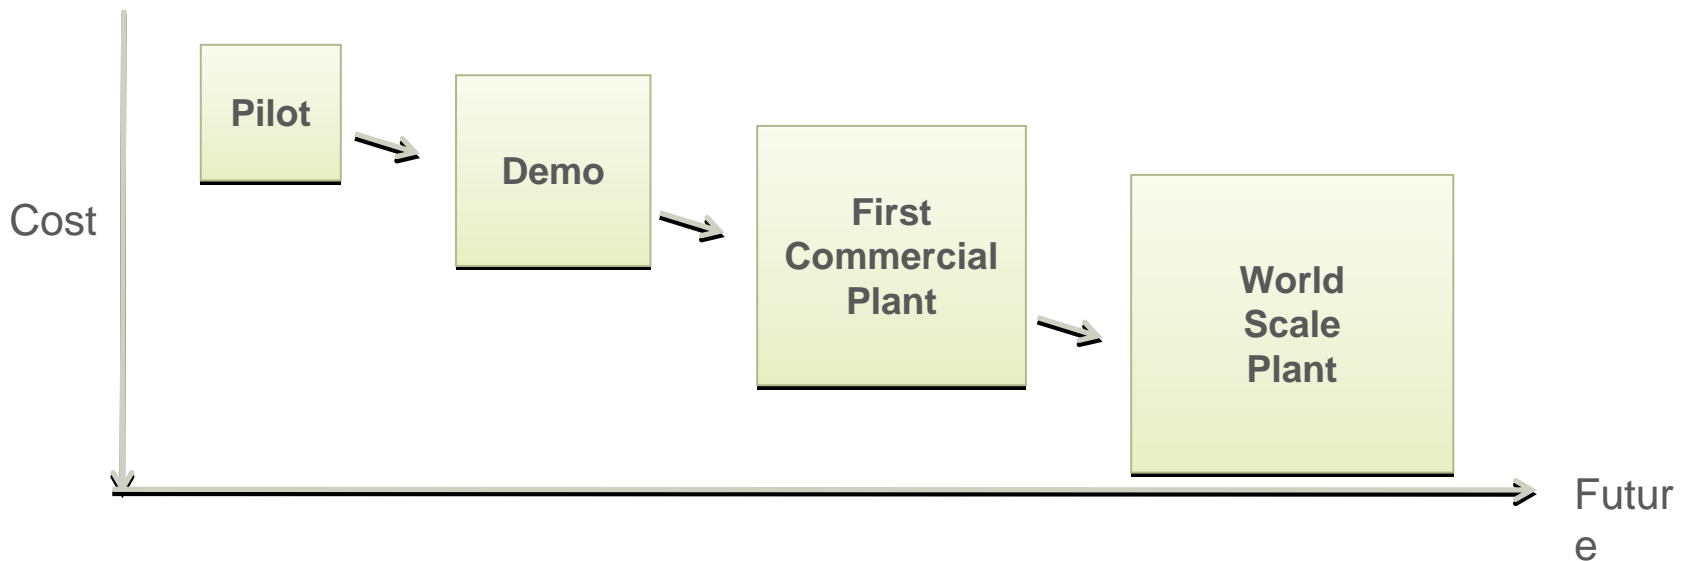 Pilot
Demo
Cost
First
Commercial
Plant
World
Scale
Plant
Futur
e